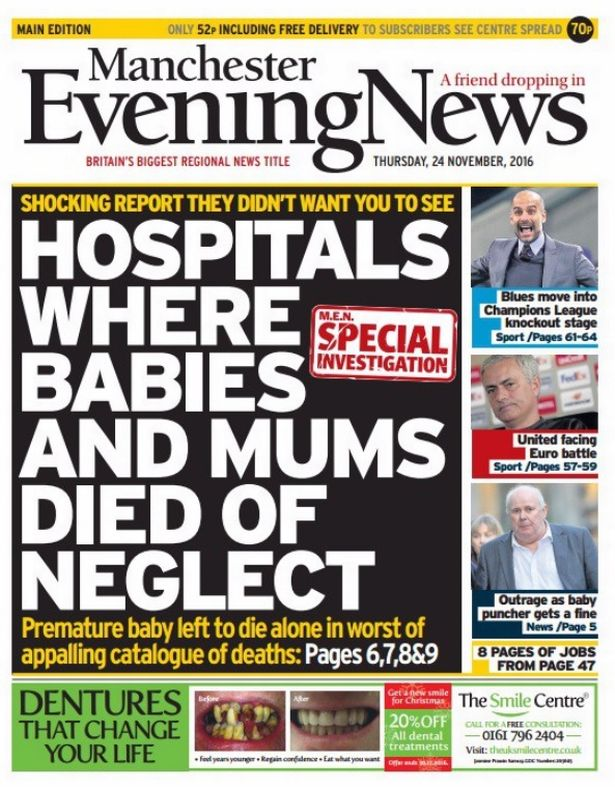 MAIN EDITION
ONLY 52P INCLUDING FREE DELIVERY TO SUBSCRIBERS SEE CENTRE SPREAD
70P
Manchester
Evening News
A friend dropping in
BRITAIN'S BIGGEST REGIONAL NEWS TITLE
THURSDAY, 24 NOVEMBER, 2016
SHOCKING REPORT THEY DIDN'T WANT YOU TO SEE
HOSPITALS
WHERE
BABIES
AND MUMS
DIED OF
NEGLECT
M.E.N.
SPECIAL
INVESTIGATION
Premature baby left to die alone in worst of
appalling catalogue of deaths: Pages 6,7,8&9
Blues move into
Champions League
knockout stage
Sport /Pages 61-64
FedEx
United facing
Euro battle
Sport /Pages 57-59
Outrage as baby
puncher gets a fine
News /Page 5
8 PAGES OF JOBS
FROM PAGE 47
DENTURES
THAT CHANGE
YOUR LIFE
Before
After
• Feel years younger • Regain confidence • Eat what you want
Get a new smile
for Christmas
20% OFF
All dental
treatments
The Smile Centre®
CALL FOR A FREE CONSULTATION:
0161 796 2404
Visit: theuksmilecentre.co.uk